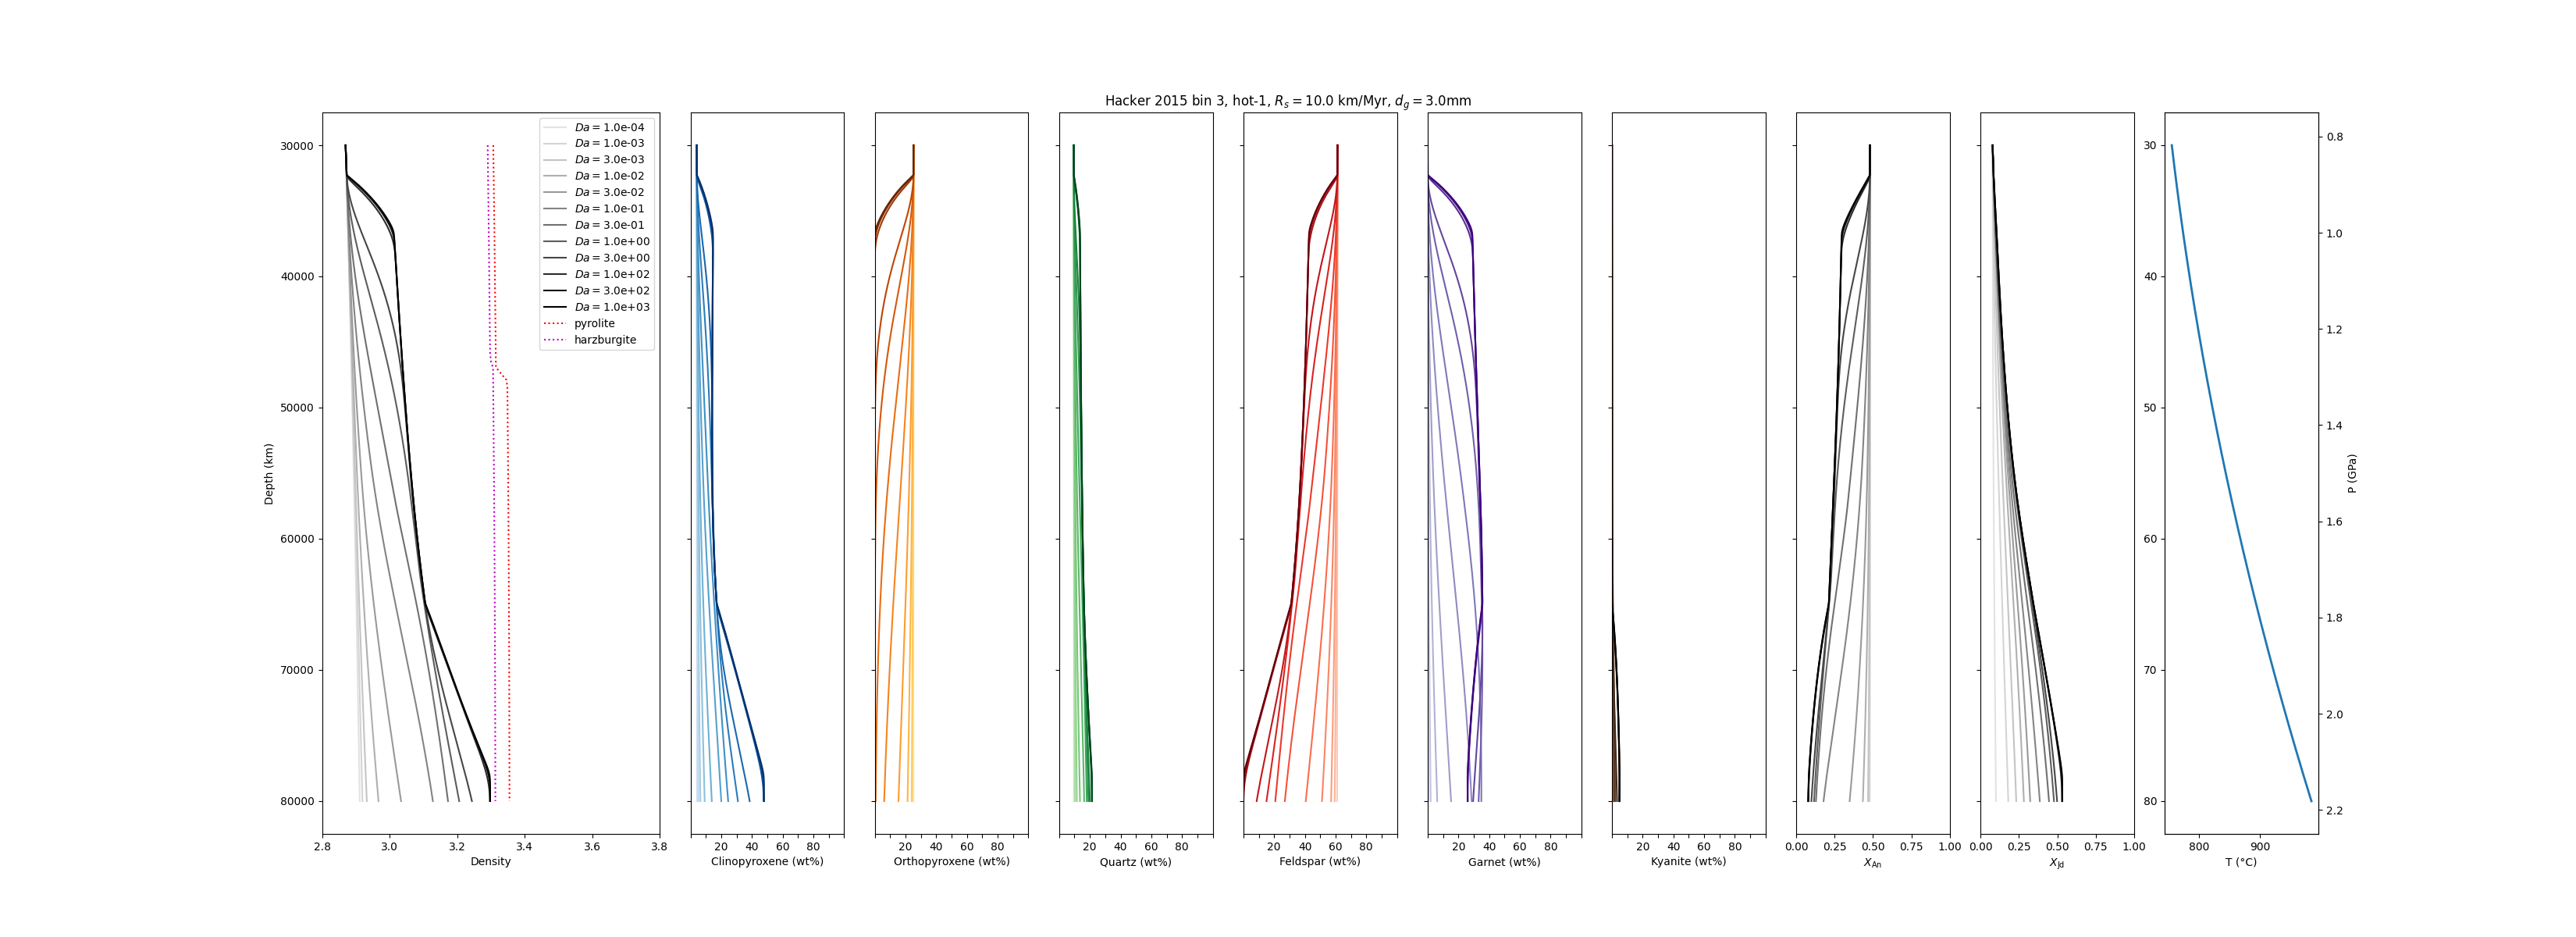 Hacker 2015 bin 3, hot-1, R_s = 10.0 km/Myr, d_g = 3.0mm
Da = 1.0e-04
Da = 1.0e-03
Da = 3.0e-03
Da = 1.0e-02
Da = 3.0e-02
Da = 1.0e-01
Da = 3.0e-01
Da = 1.0e+00
Da = 3.0e+00
Da = 1.0e+02
Da = 3.0e+02
Da = 1.0e+03
pyrolite
harzburgite
Depth (km)
30000
40000
50000
60000
70000
80000
2.8 3.0 3.2 3.4 3.6 3.8
Density
20 40 60 80
Clinopyroxene (wt%)
20 40 60 80
Orthopyroxene (wt%)
20 40 60 80
Quartz (wt%)
20 40 60 80
Feldspar (wt%)
20 40 60 80
Garnet (wt%)
20 40 60 80
Kyanite (wt%)
0.00 0.25 0.50 0.75 1.00
X_An
0.00 0.25 0.50 0.75 1.00
X_Jd
30
40
50
60
70
80
800 900
T (°C)
0.8
1.0
1.2
1.4
1.6
1.8
2.0
2.2
P (GPa)